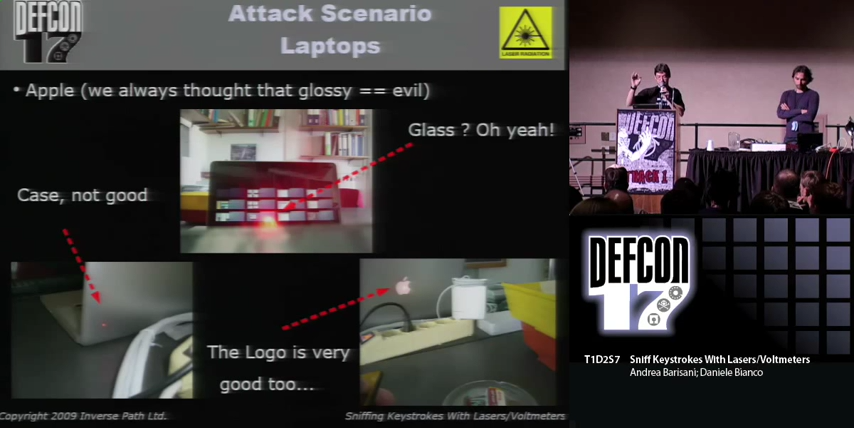 DEFCON
17
Attack Scenario
Laptops
LASER RADIATION
• Apple (we always thought that glossy == evil)
Glass ? Oh yeah!
Case, not good
The Logo is very
good too...
Copyright 2009 Inverse Path Ltd.
Sniffing Keystrokes With Lasers/Voltmeters
DEFCON
TRACK 1
DEFCON
17
T1D2S7 Sniff Keystrokes With Lasers/Voltmeters
Andrea Barisani; Daniele Bianco